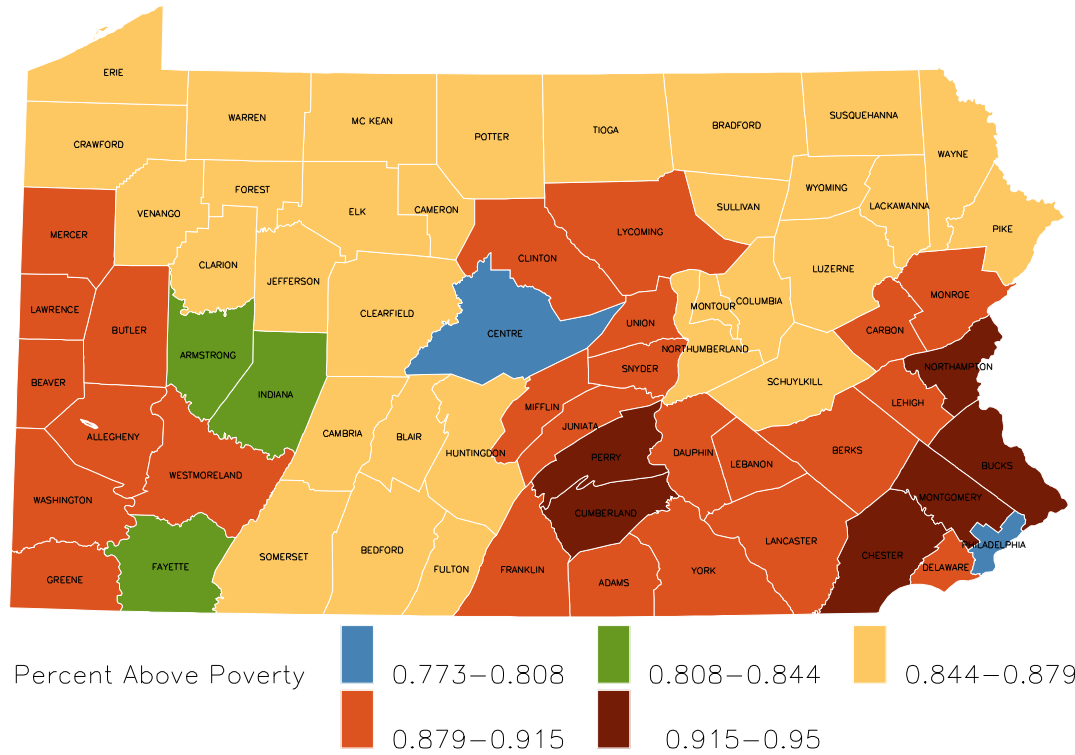 ERIE
WARREN
MC KEAN
POTTER
TIOGA
BRADFORD
SUSQUEHANNA
CRAWFORD
WAYNE
FOREST
WYOMING
VENANGO
ELK
CAMERON
SULLIVAN
LACKAWANNA
MERCER
LYCOMING
PIKE
CLARION
CLINTON
LUZERNE
JEFFERSON
MONROE
LAWRENCE
CLEARFIELD
MONTOUR
COLUMBIA
BUTLER
UNION
CARBON
CENTRE
ARMSTRONG
NORTHUMBERLAND
NORTHAMPTON
SNYDER
BEAVER
SCHUYLKILL
INDIANA
LEHIGH
MIFFLIN
ALLEGHENY
CAMBRIA
BLAIR
JUNIATA
HUNTINGDON
DAUPHIN
BERKS
PERRY
LEBANON
BUCKS
WESTMORELAND
WASHINGTON
MONTGOMERY
CUMBERLAND
LANCASTER
PHILADELPHIA
SOMERSET
BEDFORD
CHESTER
FAYETTE
FULTON
FRANKLIN
YORK
DELAWARE
GREENE
ADAMS
Percent Above Poverty
0.773–0.808
0.808–0.844
0.844–0.879
0.879–0.915
0.915–0.95